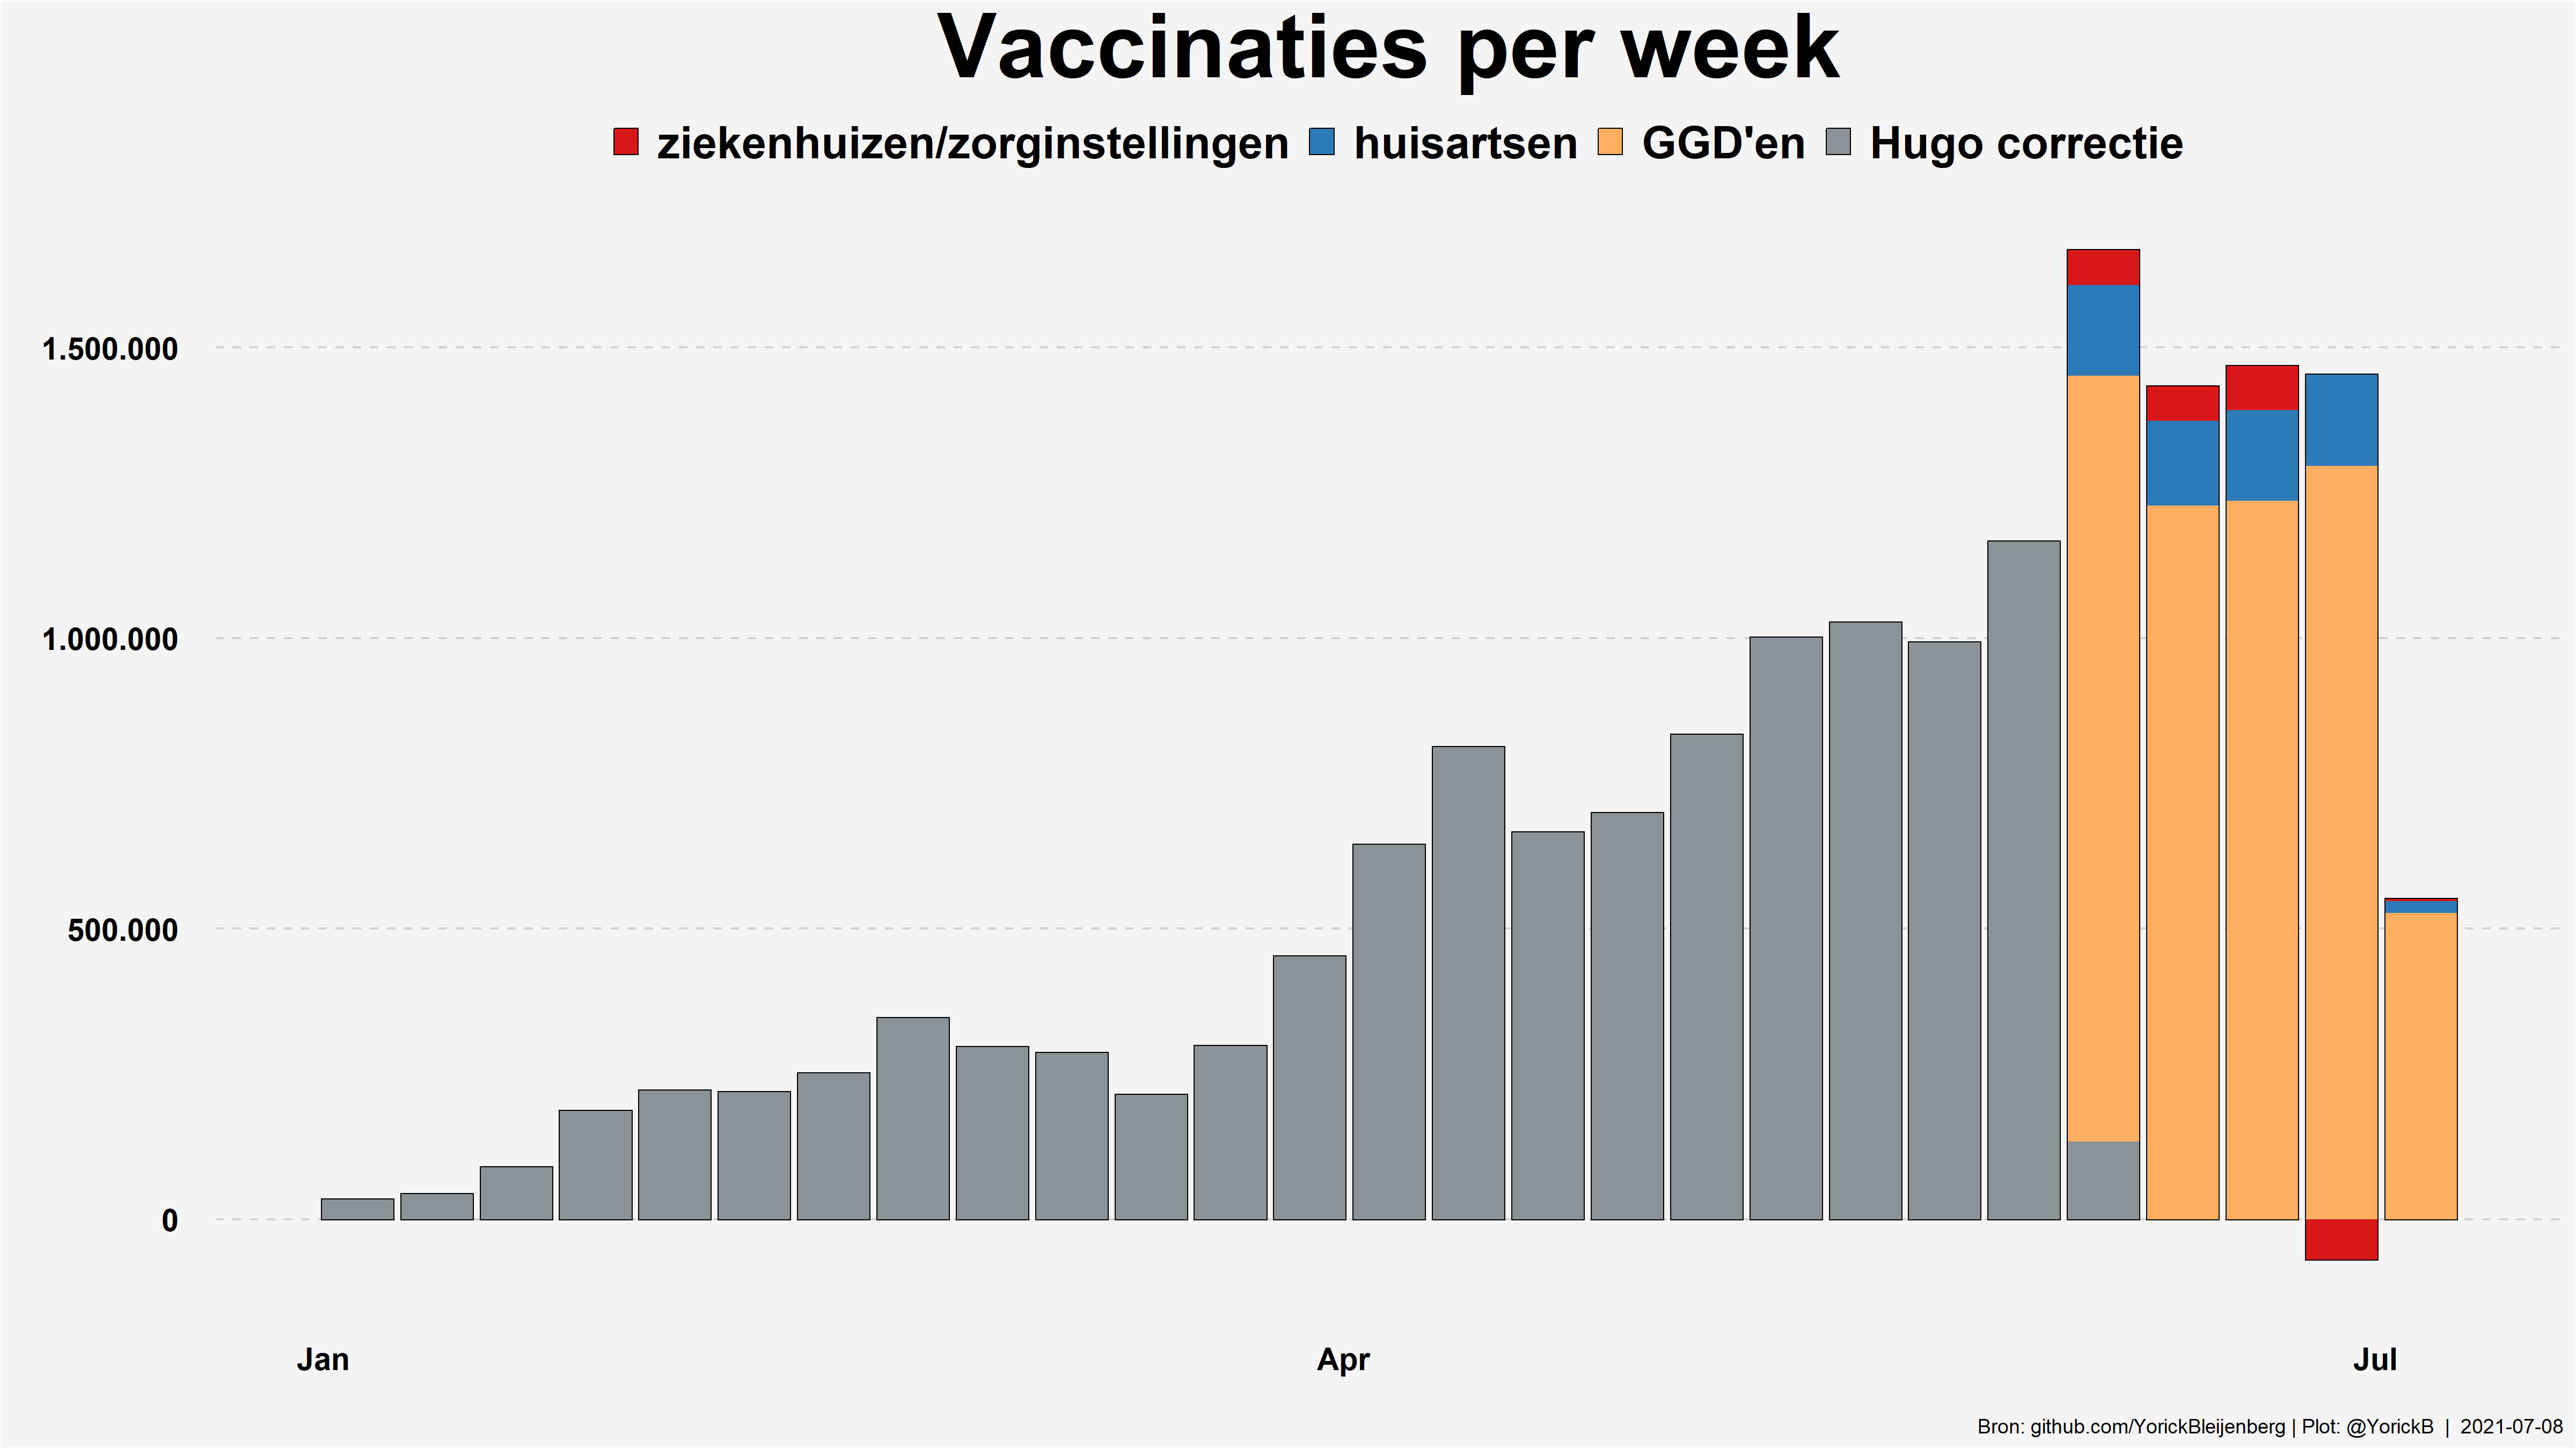 Vaccinaties per week
ziekenhuizen/zorginstellingen huisartsen GGD'en Hugo correctie
1.500.000
1.000.000
500.000
0
Jan Apr Jul
Bron: github.com/YorickBleijenberg | Plot: @YorickB | 2021-07-08